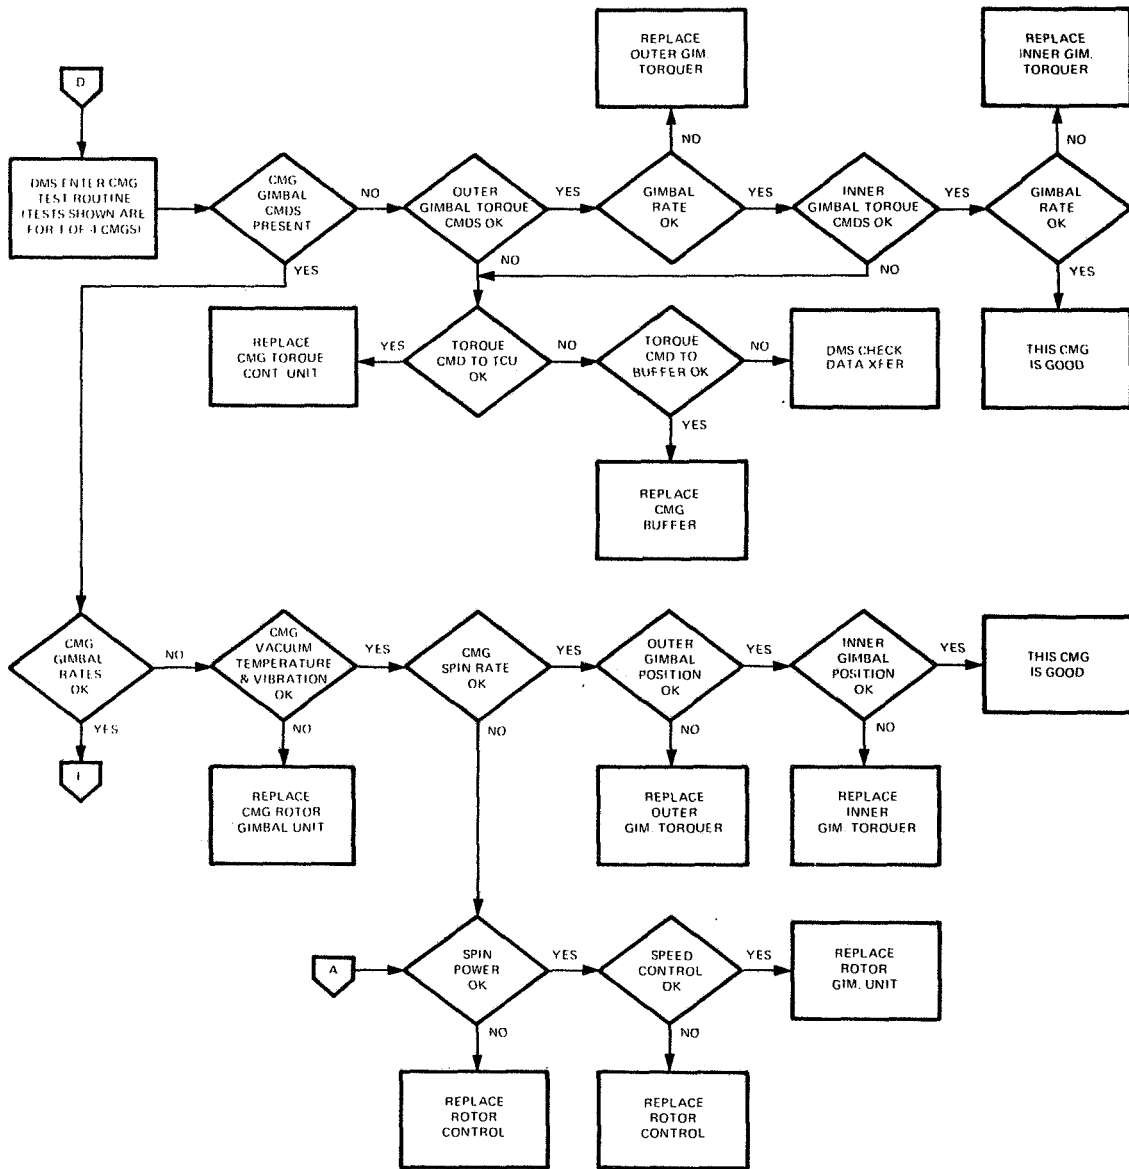 D
DMS ENTER CMG
TEST ROUTINE
(TESTS SHOWN ARE
FOR 1 OF 4 CMGS)
CMG
GIMBAL
CMDS
PRESENT
NO
YES
OUTER
GIMBAL TORQUE
CMDS OK
YES
NO
REPLACE
OUTER GIM.
TORQUER
NO
GIMBAL
RATE
OK
YES
INNER
GIMBAL TORQUE
CMDS OK
YES
NO
REPLACE
INNER GIM.
TORQUER
NO
GIMBAL
RATE
OK
YES
THIS CMG
IS GOOD
REPLACE
CMG TORQUE
CONT. UNIT
YES
TORQUE
CMD TO TCU
OK
NO
TORQUE
CMD TO
BUFFER OK
NO
DMS CHECK
DATA XFER
YES
REPLACE
CMG
BUFFER
CMG
GIMBAL
RATES
OK
NO
YES
CMG
VACUUM
TEMPERATURE
& VIBRATION
OK
YES
NO
REPLACE
CMG ROTOR
GIMBAL UNIT
CMG
SPIN RATE
OK
YES
NO
OUTER
GIMBAL
POSITION
OK
YES
NO
REPLACE
OUTER
GIM. TORQUER
INNER
GIMBAL
POSITION
OK
YES
NO
REPLACE
INNER
GIM. TORQUER
THIS CMG
IS GOOD
A
SPIN
POWER
OK
YES
NO
REPLACE
ROTOR
CONTROL
SPEED
CONTROL
OK
YES
NO
REPLACE
ROTOR
CONTROL
REPLACE
ROTOR
GIM. UNIT